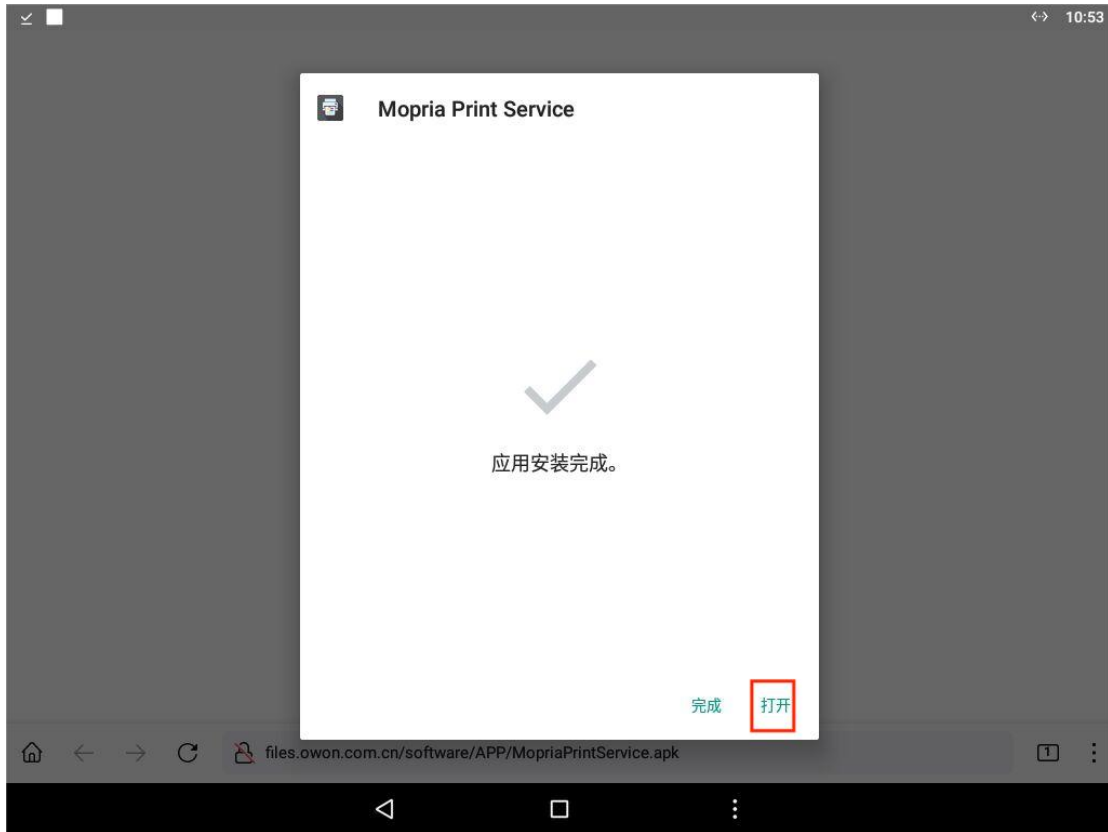 10:53
Mopria Print Service
应用安装完成。
完成 打开
files.owon.com.cn/software/APP/MopriaPrintService.apk
1